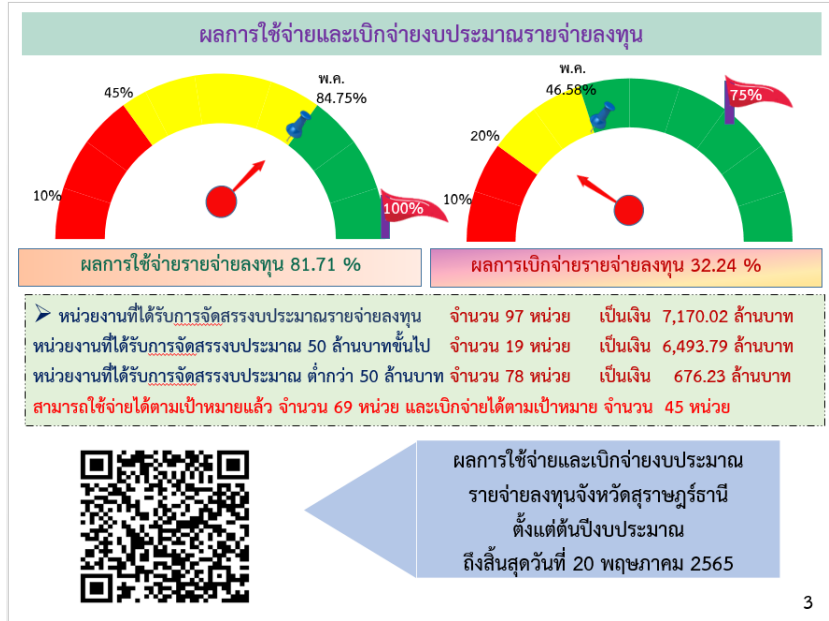 ผลการใช้จ่ายและเบิกจ่ายงบประมาณรายจ่ายลงทุน
45%
พ.ค.
84.75%
10%
100%
พ.ค.
46.58%
75%
20%
10%
ผลการใช้จ่ายรายจ่ายลงทุน 81.71 %
ผลการเบิกจ่ายรายจ่ายลงทุน 32.24 %
➢ หน่วยงานที่ได้รับการจัดสรรงบประมาณรายจ่ายลงทุน จำนวน 97 หน่วย เป็นเงิน 7,170.02 ล้านบาท
หน่วยงานที่ได้รับการจัดสรรงบประมาณ 50 ล้านบาทขึ้นไป จำนวน 19 หน่วย เป็นเงิน 6,493.79 ล้านบาท
หน่วยงานที่ได้รับการจัดสรรงบประมาณ ต่ำกว่า 50 ล้านบาท จำนวน 78 หน่วย เป็นเงิน 676.23 ล้านบาท
สามารถใช้จ่ายได้ตามเป้าหมายแล้ว จำนวน 69 หน่วย และเบิกจ่ายได้ตามเป้าหมาย จำนวน 45 หน่วย
ผลการใช้จ่ายและเบิกจ่ายงบประมาณ
รายจ่ายลงทุนจังหวัดสุราษฎร์ธานี
ตั้งแต่ต้นปีงบประมาณ
ถึงสิ้นสุดวันที่ 20 พฤษภาคม 2565
3